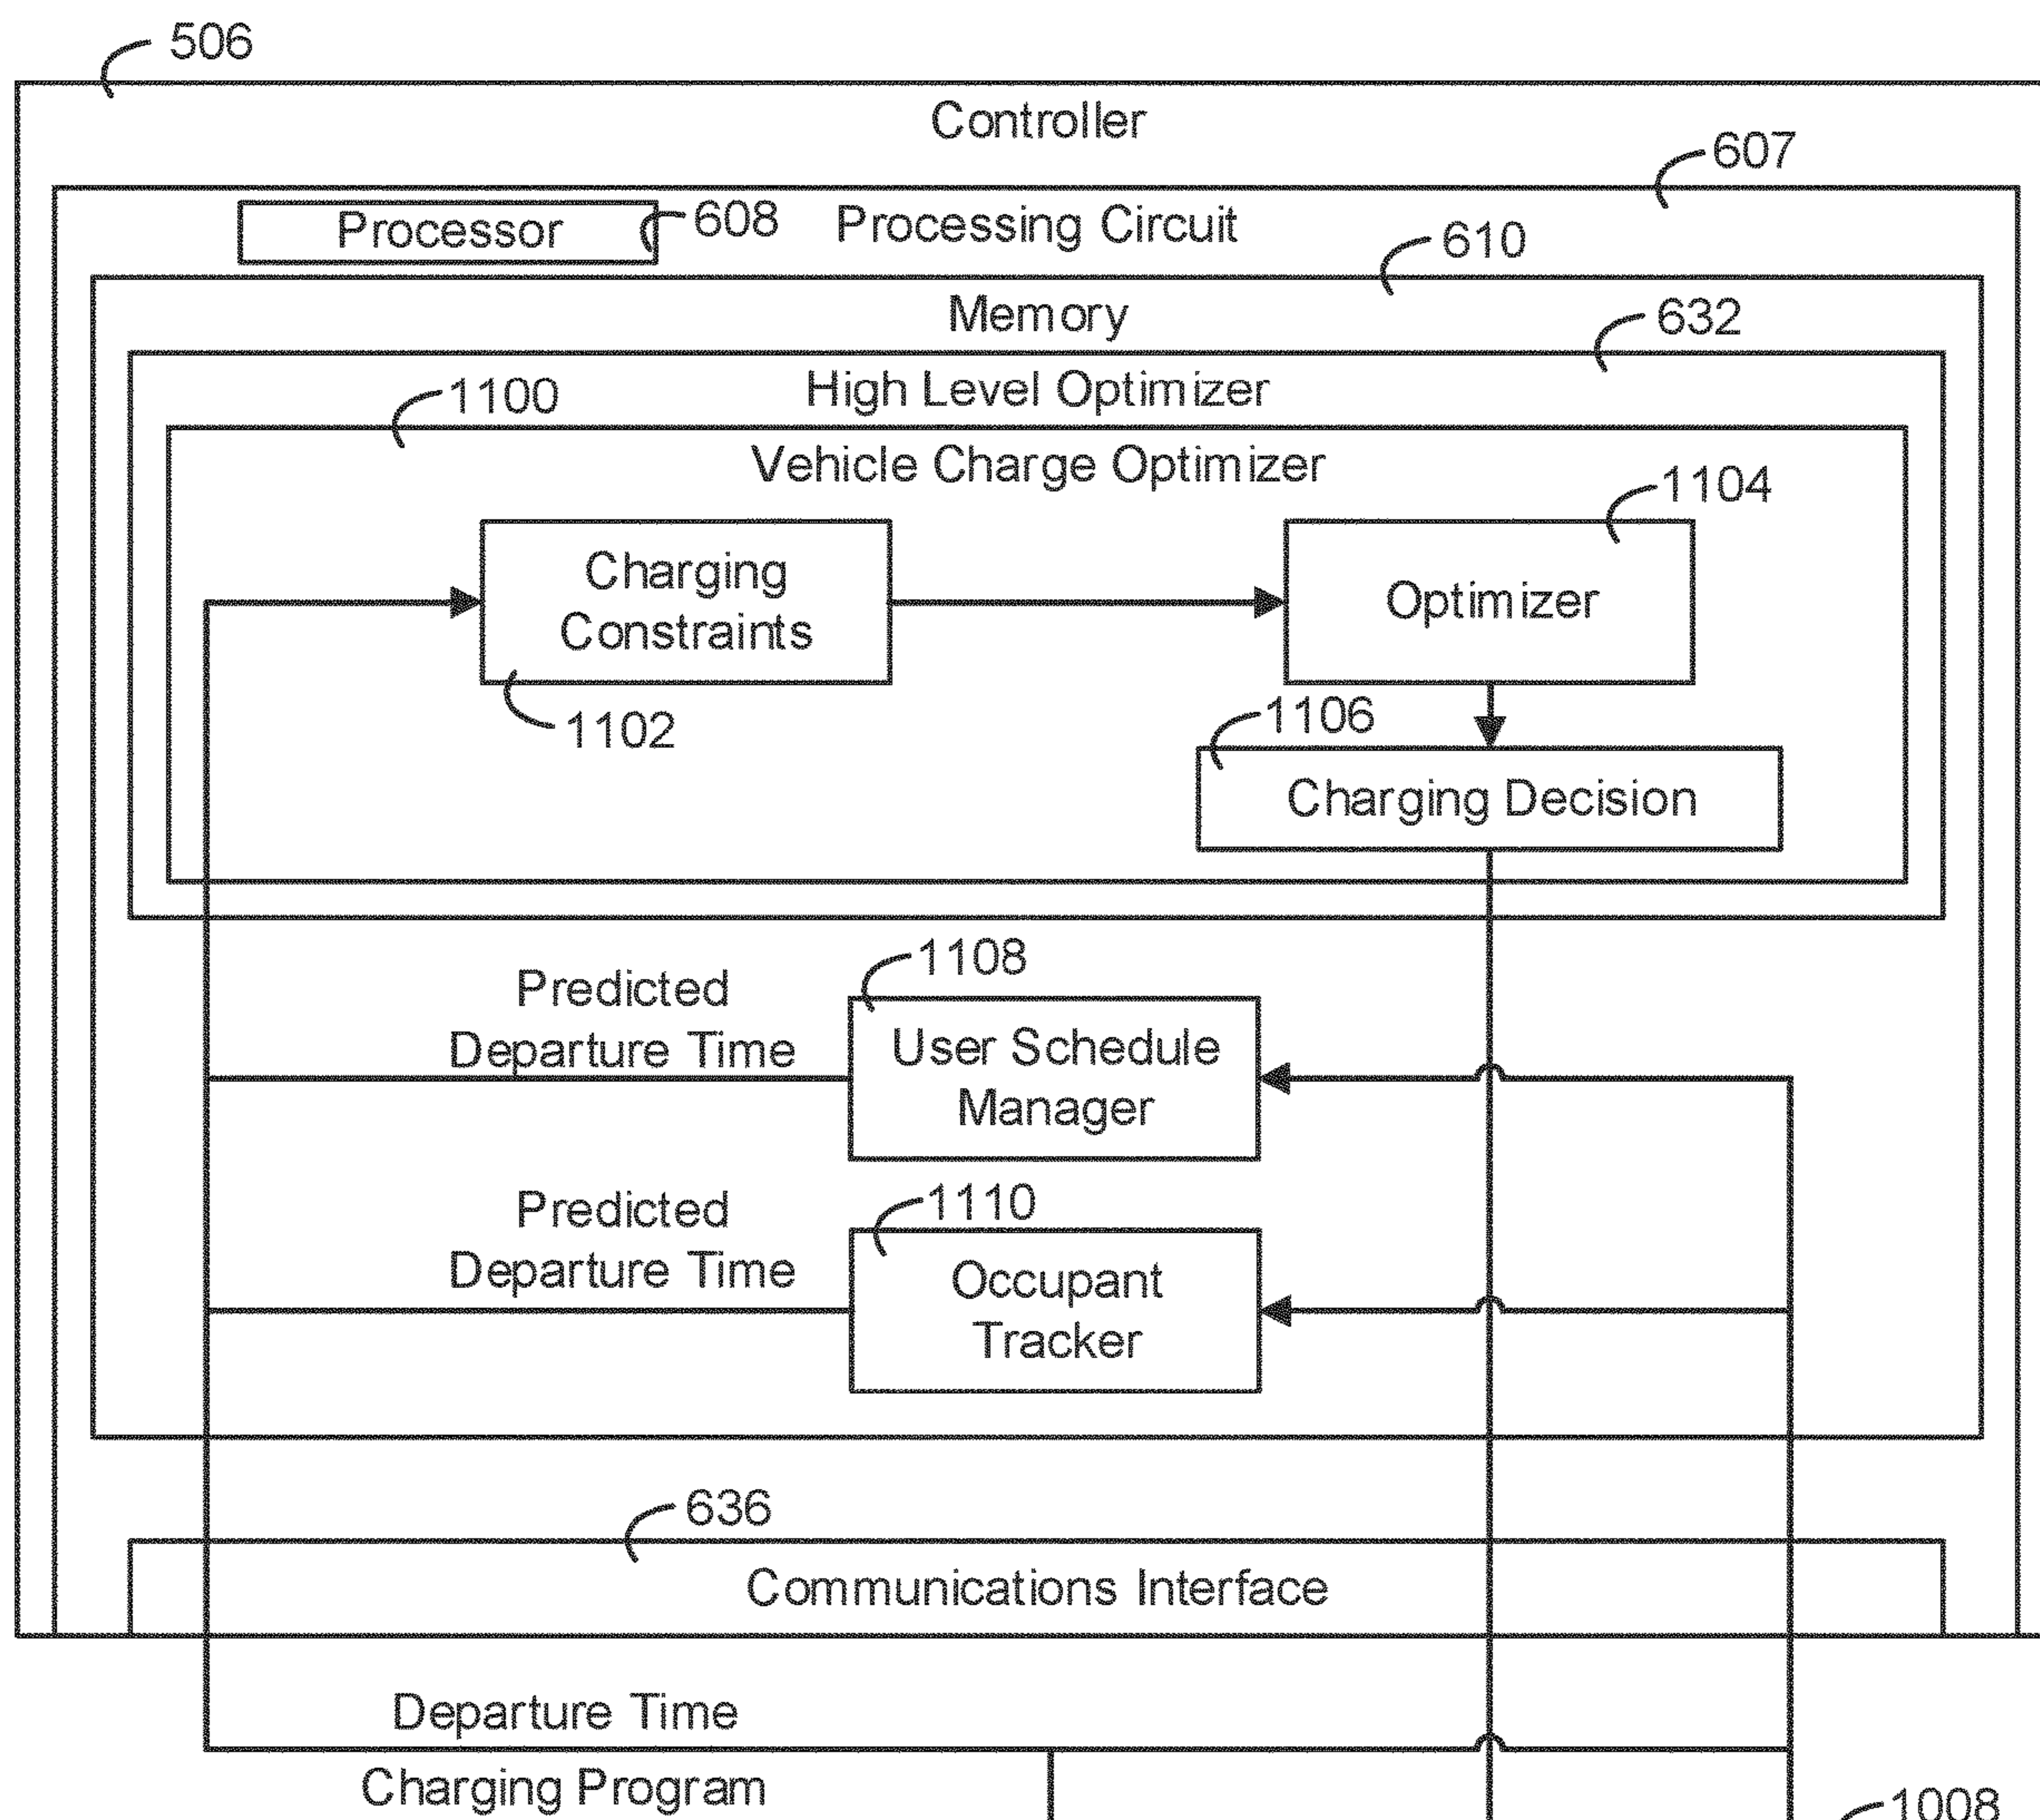 506
Controller
607
Processor
608
Processing Circuit
610
Memory
632
High Level Optimizer
1100
Vehicle Charge Optimizer
1104
Charging
Constraints
Optimizer
1102
1106
Charging Decision
1108
Predicted
Departure Time
User Schedule
Manager
1110
Predicted
Departure Time
Occupant
Tracker
636
Communications Interface
Departure Time
Charging Program
1008